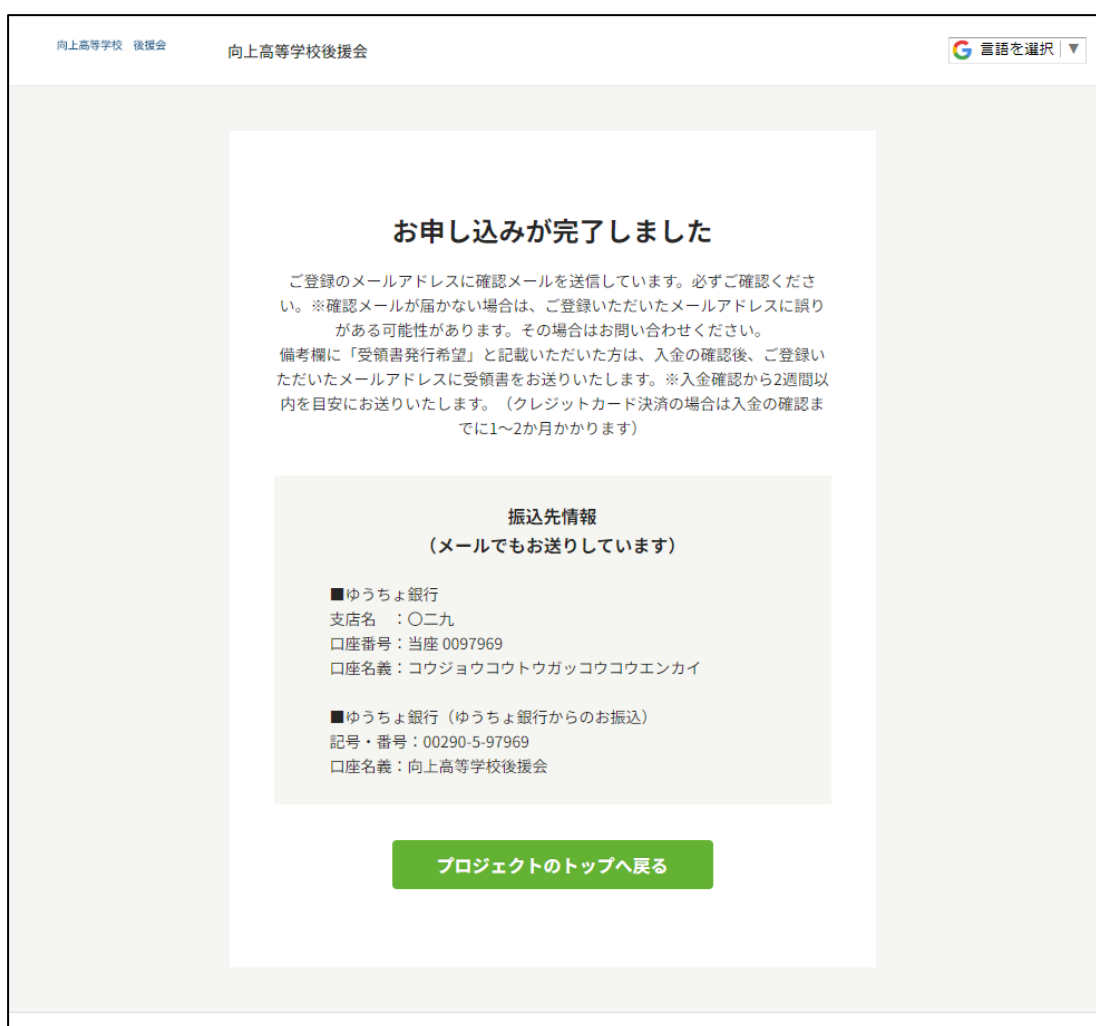 向上高等学校 後援会
向上高等学校後援会
G 言語を選択 ▼
お申し込みが完了しました
ご登録のメールアドレスに確認メールを送信しています。必ずご確認くださ
い。※確認メールが届かない場合は、ご登録いただいたメールアドレスに誤り
がある可能性があります。その場合はお問い合わせください。
備考欄に「受領書発行希望」と記載いただいた方は、入金の確認後、ご登録い
ただいたメールアドレスに受領書をお送りいたします。※入金確認から2週間以
内を目安にお送りいたします。（クレジットカード決済の場合は入金の確認ま
でに1～2か月かかります）
振込先情報
（メールでもお送りしています）
■ゆうちょ銀行
支店名　：〇二九
口座番号：当座 0097969
口座名義：コウジョウコウトウガッコウコウエンカイ
■ゆうちょ銀行（ゆうちょ銀行からのお振込）
記号・番号：00290-5-97969
口座名義：向上高等学校後援会
プロジェクトのトップへ戻る